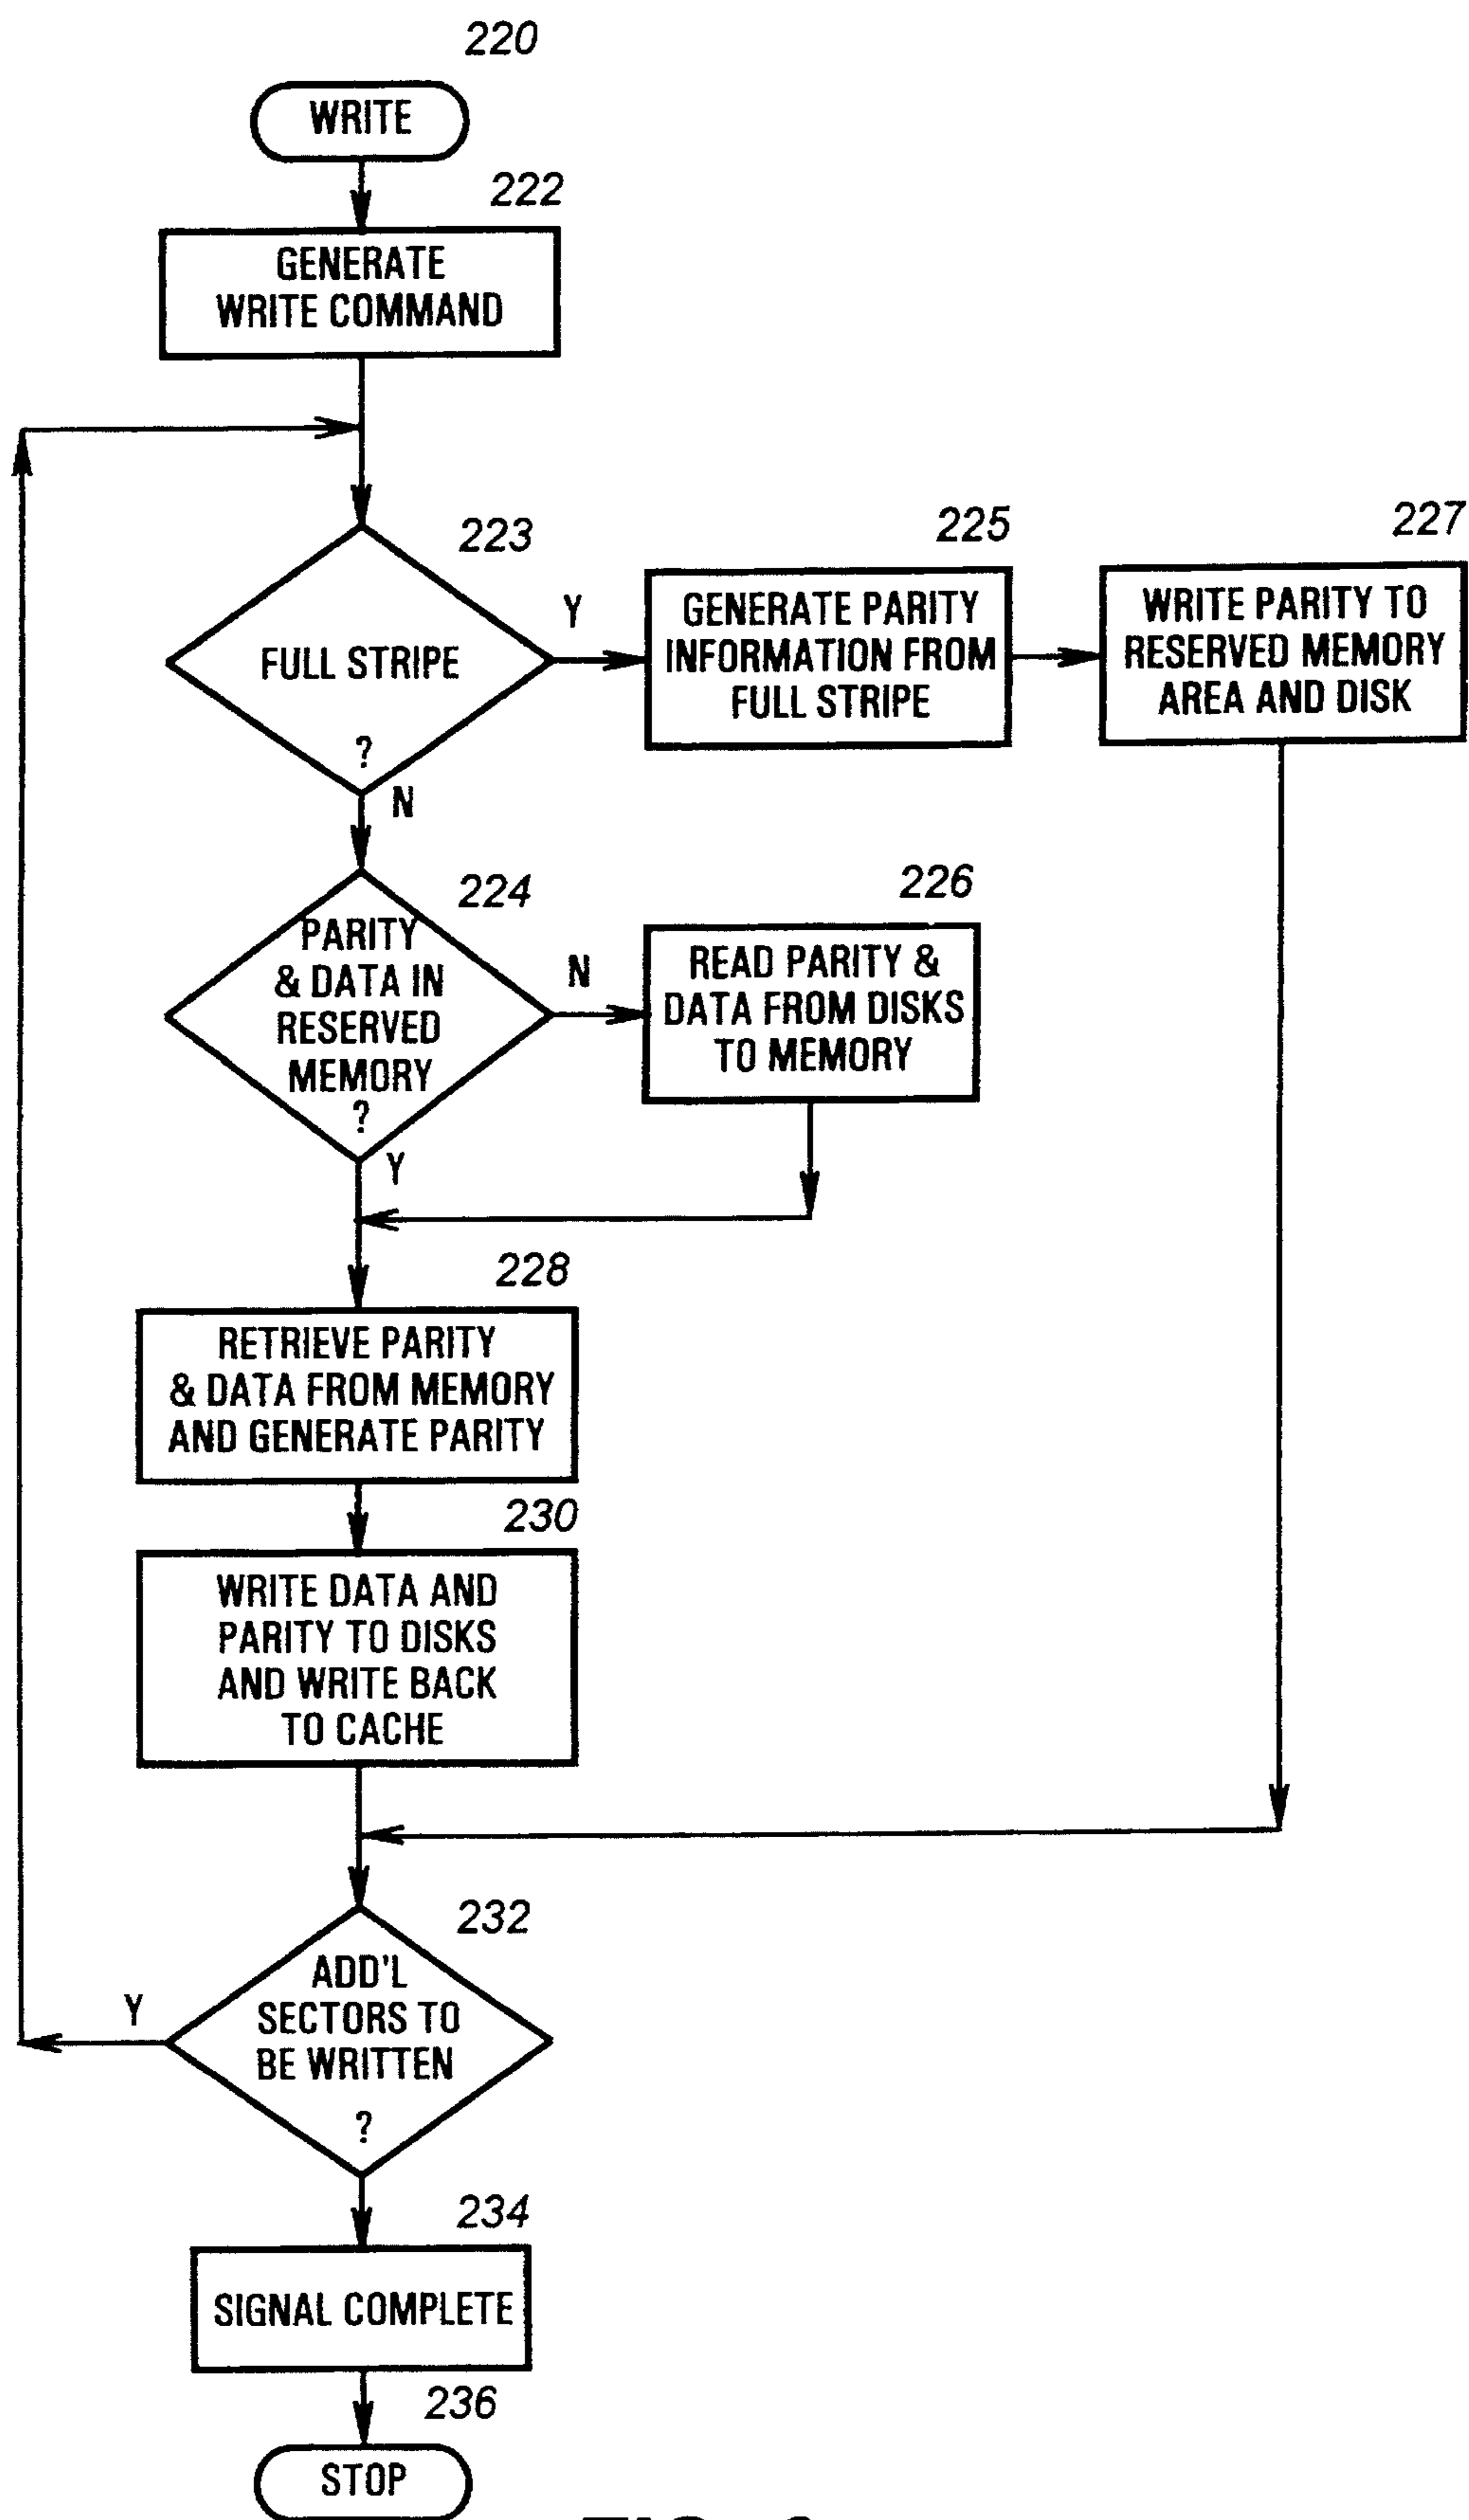 220
WRITE
222
GENERATE
WRITE COMMAND
223
FULL STRIPE
?
Y
N
225
GENERATE PARITY
INFORMATION FROM
FULL STRIPE
227
WRITE PARITY TO
RESERVED MEMORY
AREA AND DISK
224
PARITY
& DATA IN
RESERVED
MEMORY
?
N
Y
226
READ PARITY &
DATA FROM DISKS
TO MEMORY
228
RETRIEVE PARITY
& DATA FROM MEMORY
AND GENERATE PARITY
230
WRITE DATA AND
PARITY TO DISKS
AND WRITE BACK
TO CACHE
232
ADD'L
SECTORS TO
BE WRITTEN
?
Y
234
SIGNAL COMPLETE
236
STOP